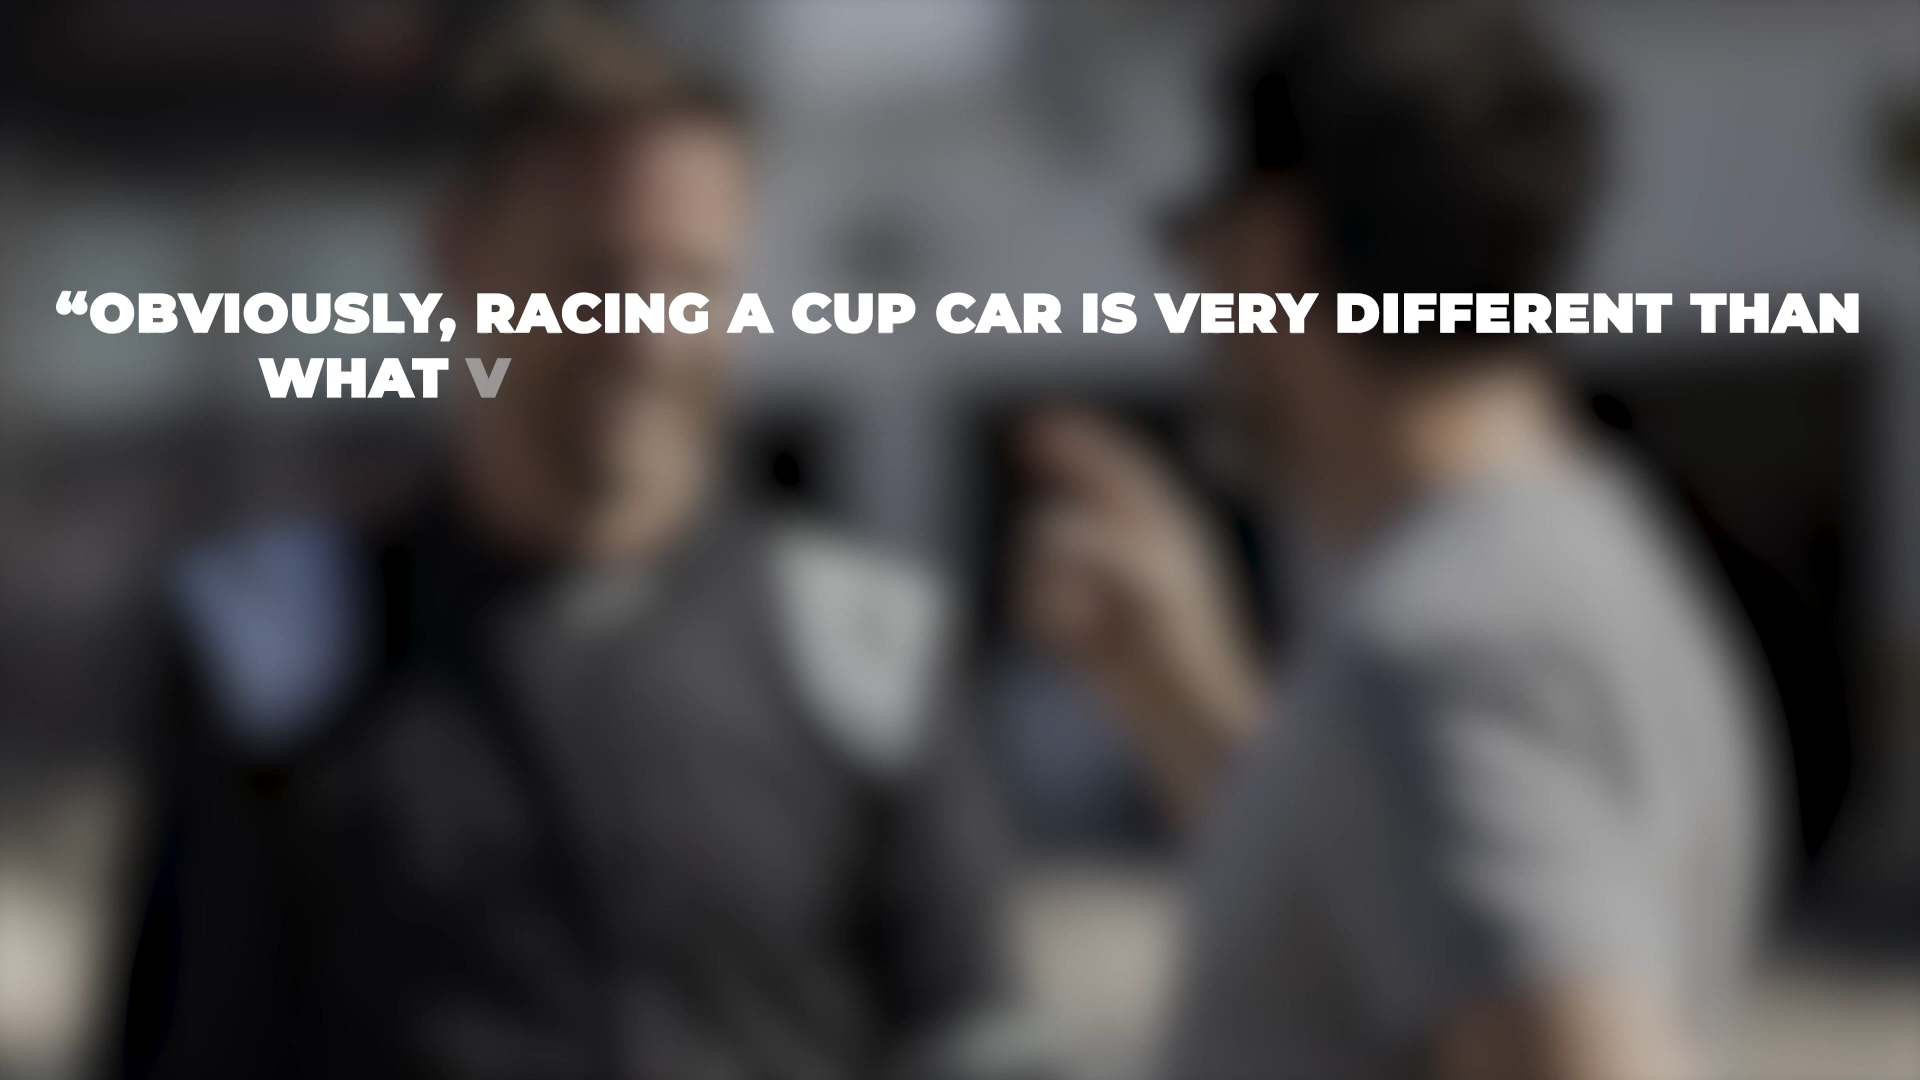 “OBVIOUSLY, RACING A CUP CAR IS VERY DIFFERENT THAN
WHAT V